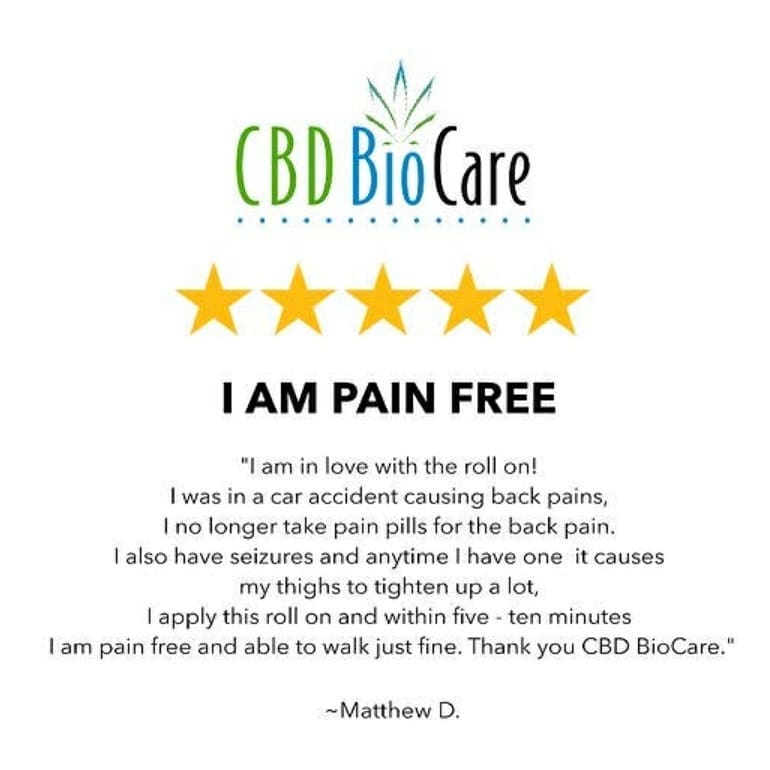 CBD BioCare
I AM PAIN FREE
"I am in love with the roll on!
I was in a car accident causing back pains,
I no longer take pain pills for the back pain.
I also have seizures and anytime I have one  it causes
my thighs to tighten up a lot,
I apply this roll on and within five - ten minutes
I am pain free and able to walk just fine. Thank you CBD BioCare."
~Matthew D.